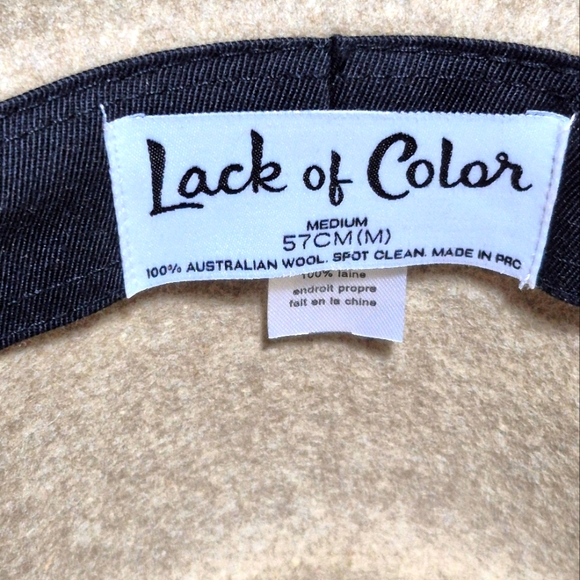 Lack of Color
MEDIUM
57CM(M)
100% AUSTRALIAN WOOL. SPOT CLEAN. MADE IN PRC
100% laine
endroit propre
fait en la chine